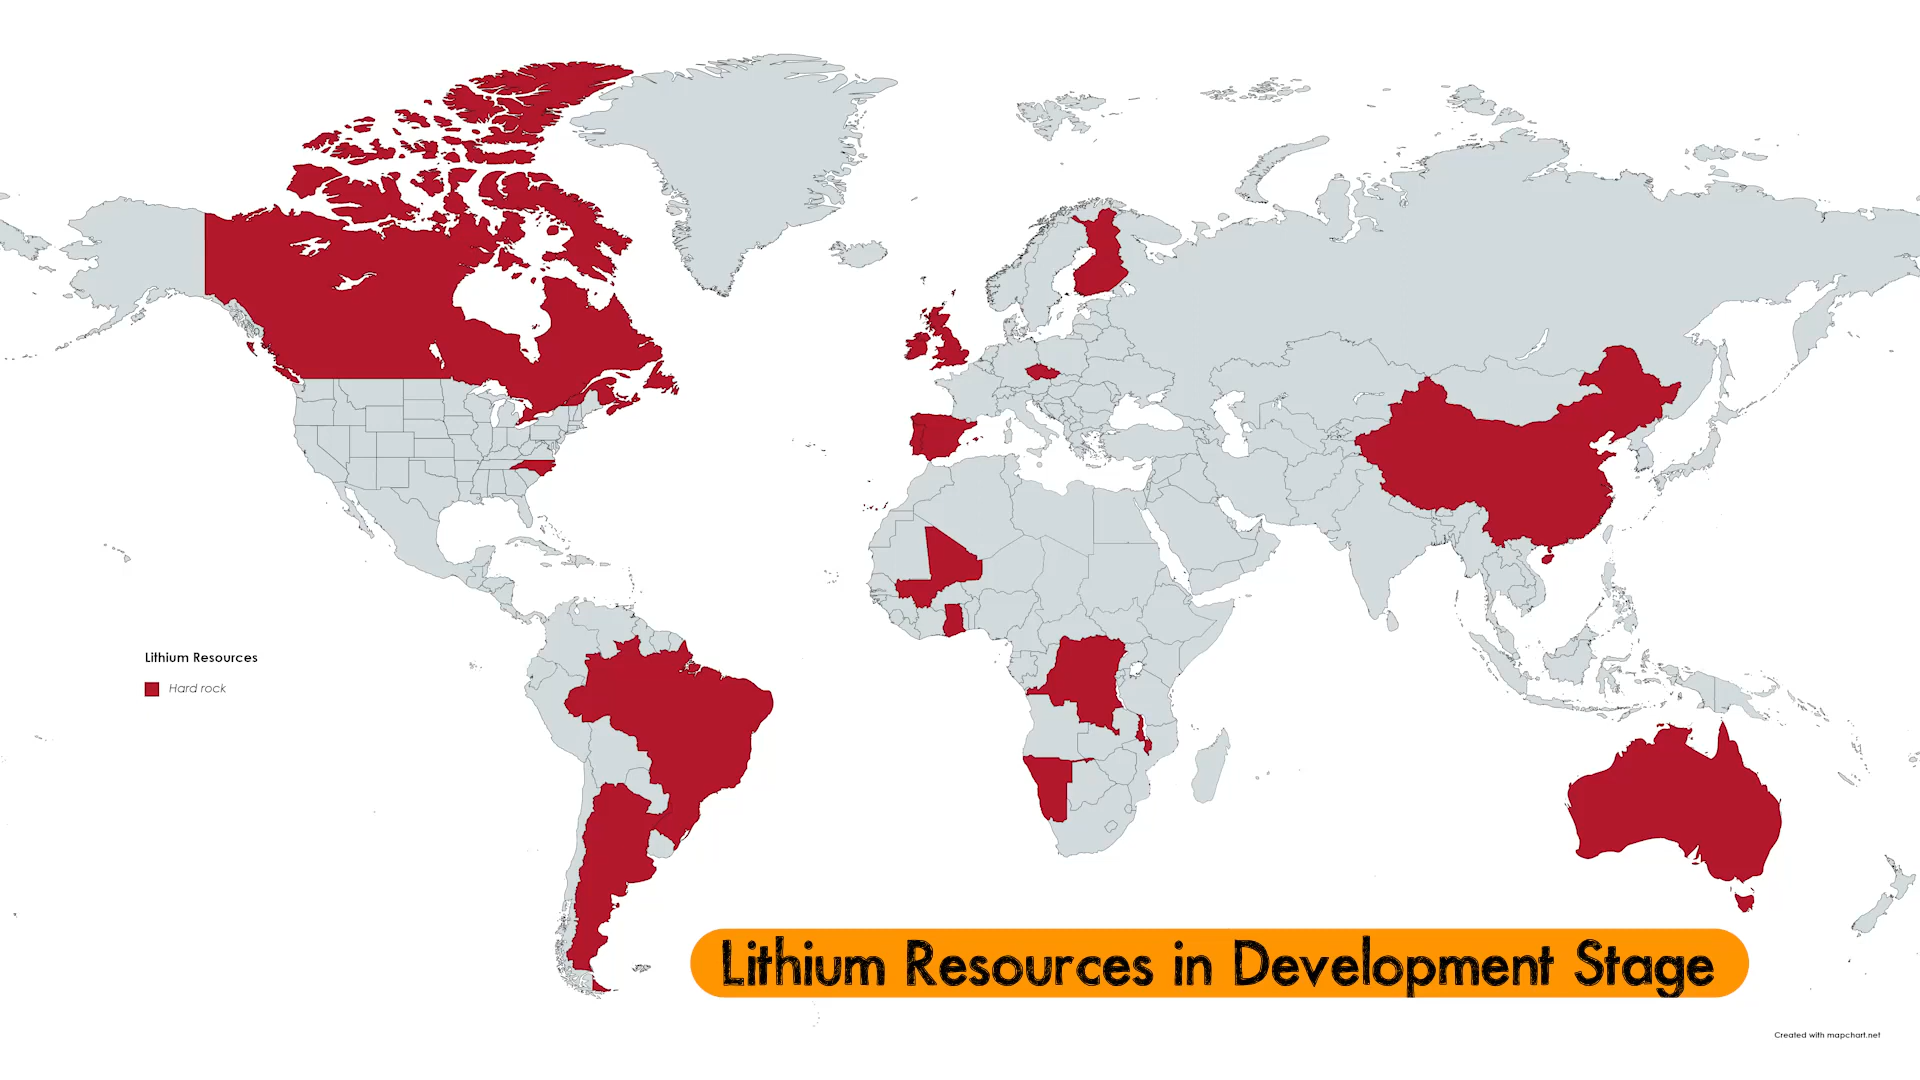 Lithium Resources
Hard rock
Lithium Resources in Development Stage
Created with mapchart.net